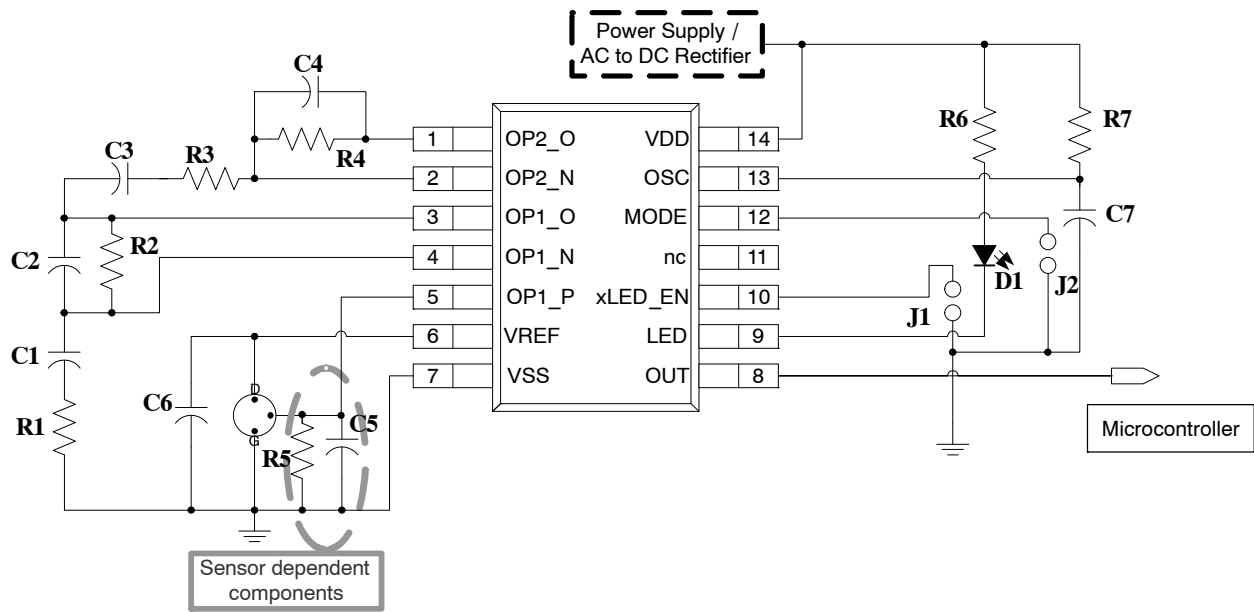 Power Supply /
AC to DC Rectifier
C4
R4
C3
R3
R6
R7
1
OP2_O
VDD
14
2
OP2_N
OSC
13
3
OP1_O
MODE
12
C7
C2
R2
4
OP1_N
nc
11
D1
J2
5
OP1_P
xLED_EN
10
J1
6
VREF
LED
9
C1
7
VSS
OUT
8
R1
C6
D
G
R5
C5
Microcontroller
Sensor dependent
components